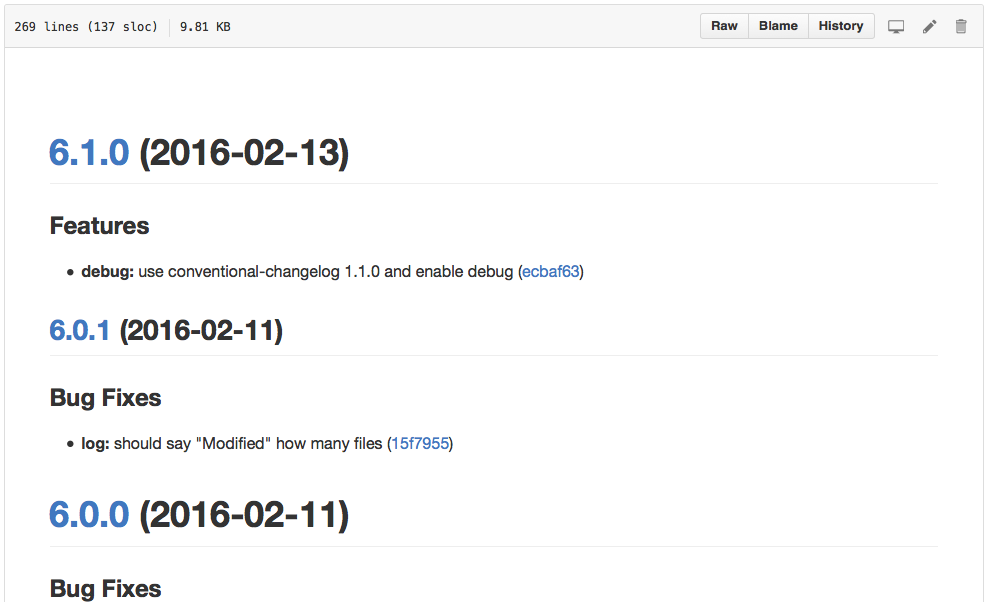 269 lines (137 sloc) 9.81 KB Raw Blame History
6.1.0 (2016-02-13)
Features
• debug: use conventional-changelog 1.1.0 and enable debug (ecbaf63)
6.0.1 (2016-02-11)
Bug Fixes
• log: should say "Modified" how many files (15f7955)
6.0.0 (2016-02-11)
Bug Fixes